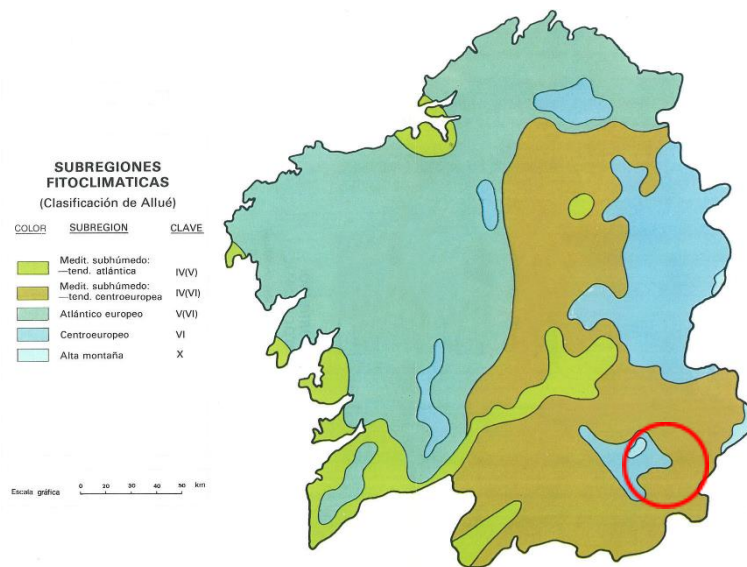 SUBREGIONES
FITOCLIMATICAS
(Clasificación de Allué)
COLOR SUBREGION CLAVE
Medit. subhúmedo:
—tend. atlántica IV(V)
Medit. subhúmedo:
—tend. centroeuropea IV(VI)
Atlántico europeo V(VI)
Centroeuropeo VI
Alta montaña X
Escala gráfica 0 10 20 30 40 50 km